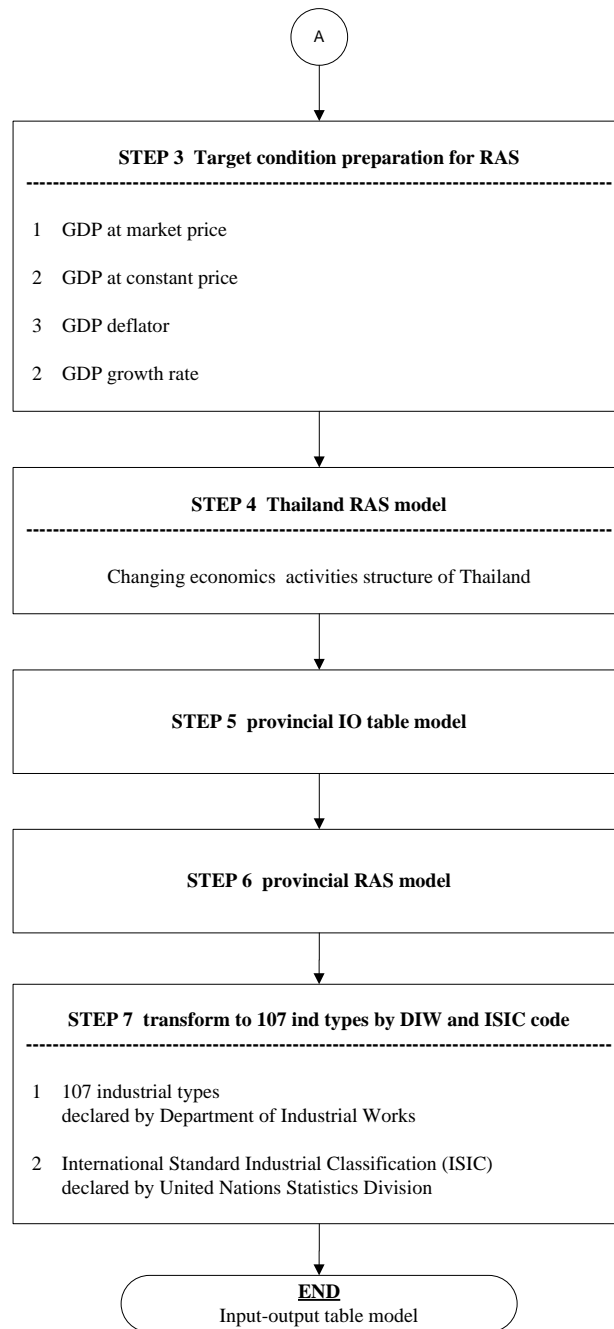 A
STEP 3 Target condition preparation for RAS
1 GDP at market price
2 GDP at constant price
3 GDP deflator
2 GDP growth rate
STEP 4 Thailand RAS model
Changing economics activities structure of Thailand
STEP 5 provincial IO table model
STEP 6 provincial RAS model
STEP 7 transform to 107 ind types by DIW and ISIC code
1 107 industrial types
declared by Department of Industrial Works
2 International Standard Industrial Classification (ISIC)
declared by United Nations Statistics Division
END
Input-output table model